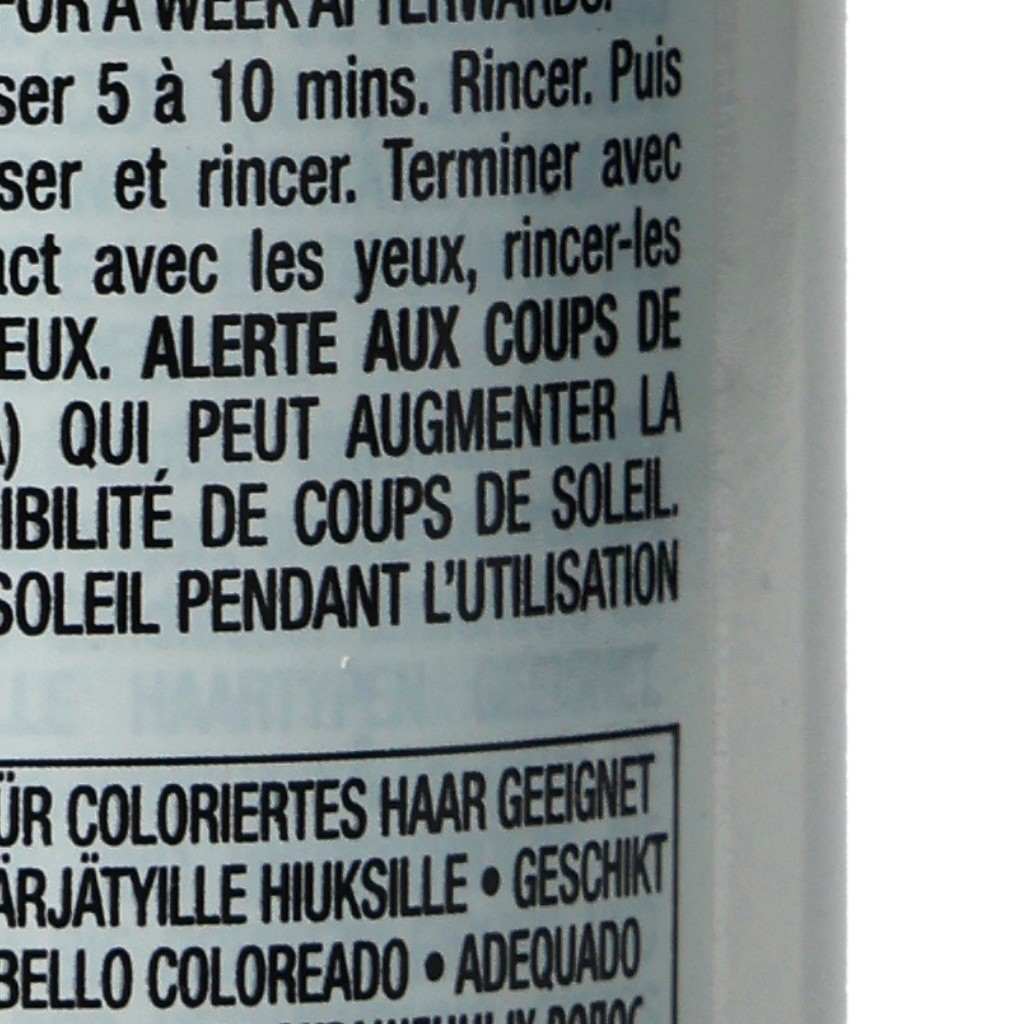 FOR A WEEK AFTERWARDS.
ser 5 à 10 mins. Rincer. Puis
ser et rincer. Terminer avec
act avec les yeux, rincer-les
EUX. ALERTE AUX COUPS DE
A) QUI PEUT AUGMENTER LA
IBILITÉ DE COUPS DE SOLEIL.
SOLEIL PENDANT L'UTILISATION
ÜR COLORIERTES HAAR GEEIGNET
ÄRJÄTYILLE HIUKSILLE • GESCHIKT
BELLO COLOREADO • ADEQUADO